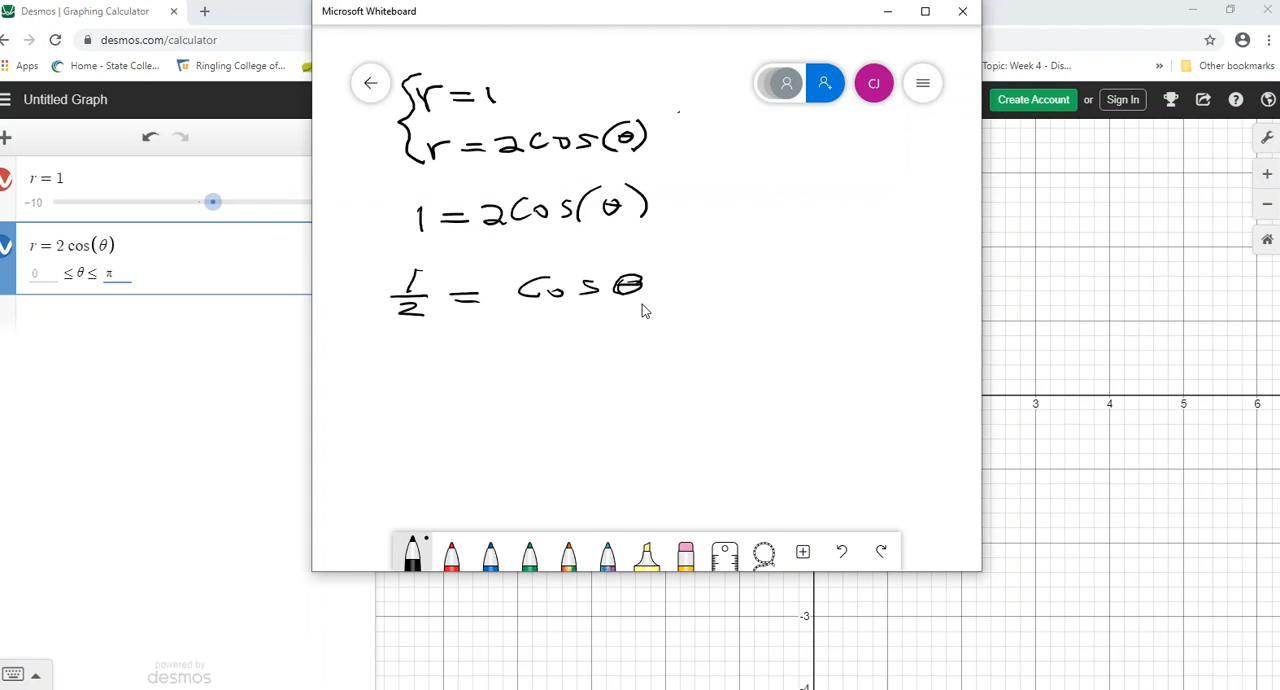 Desmos | Graphing Calculator
Microsoft Whiteboard
desmos.com/calculator
Apps
Home - State Colle...
Ringling College of...
Topic: Week 4 - Dis...
»
Other bookmarks
Untitled Graph
CJ
Create Account or Sign In
r = 1
-10
r = 2 cos(θ)
0 ≤ θ ≤ π
r = 1
r = 2cos(θ)
1 = 2cos(θ)
1/2 = cos θ
3 4 5 6
-3
-4
powered by
desmos